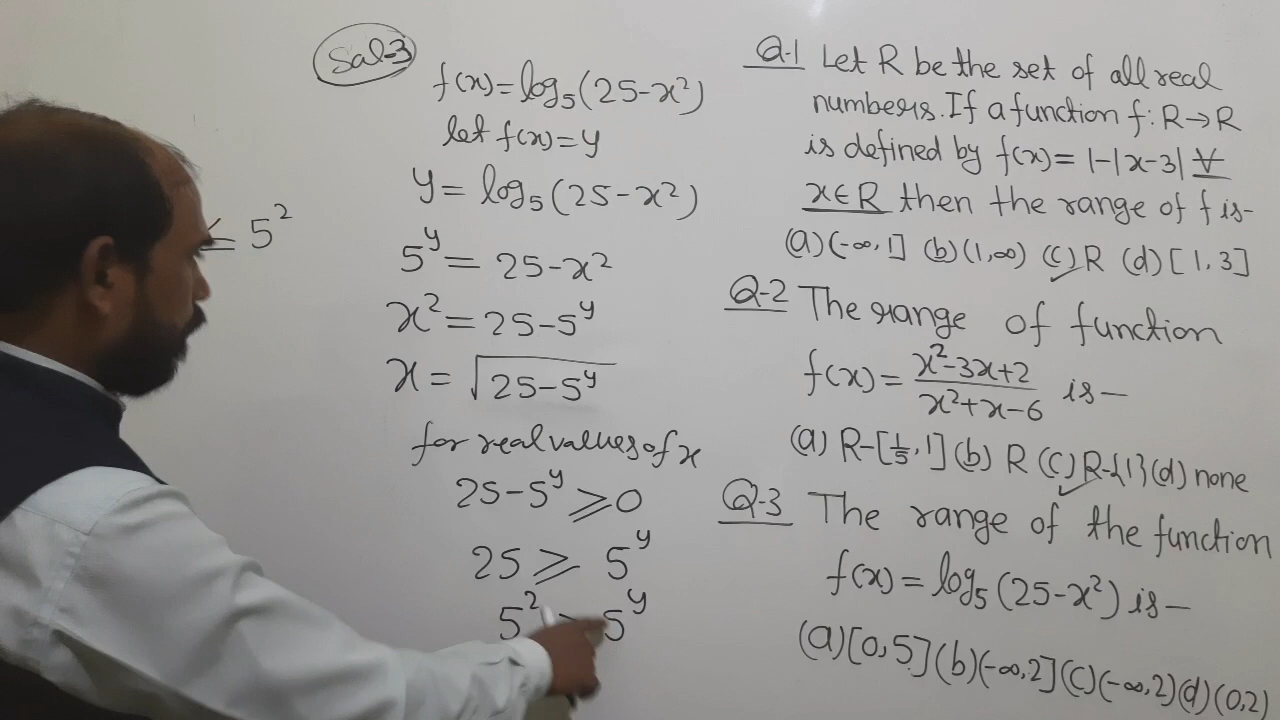 Sol-3
f(x)=log₅(25-x²)
let f(x)=y
y=log₅(25-x²)
5^y=25-x²
x²=25-5^y
x=√(25-5^y)
for real values of x
25-5^y⩾0
25⩾5^y
5² 5^y
≤ 5²
Q-1 Let R be the set of all real
numbers. If a function f: R→R
is defined by f(x)= 1-|x-3| ∀
x∈R then the range of f is-
(a)(-∞,1] (b)(1,∞) (c)R (d)[1,3]
Q-2 The range of function
f(x)=(x²-3x+2)/(x²+x-6) is-
(a) R-[1/5,1] (b) R (c) R-{1} (d) none
Q-3 The range of the function
f(x)=log₅(25-x²) is-
(a)[0,5] (b)(-∞,2] (c)(-∞,2) (d)(0,2)